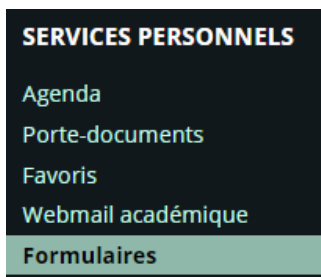 SERVICES PERSONNELS
Agenda
Porte-documents
Favoris
Webmail académique
Formulaires